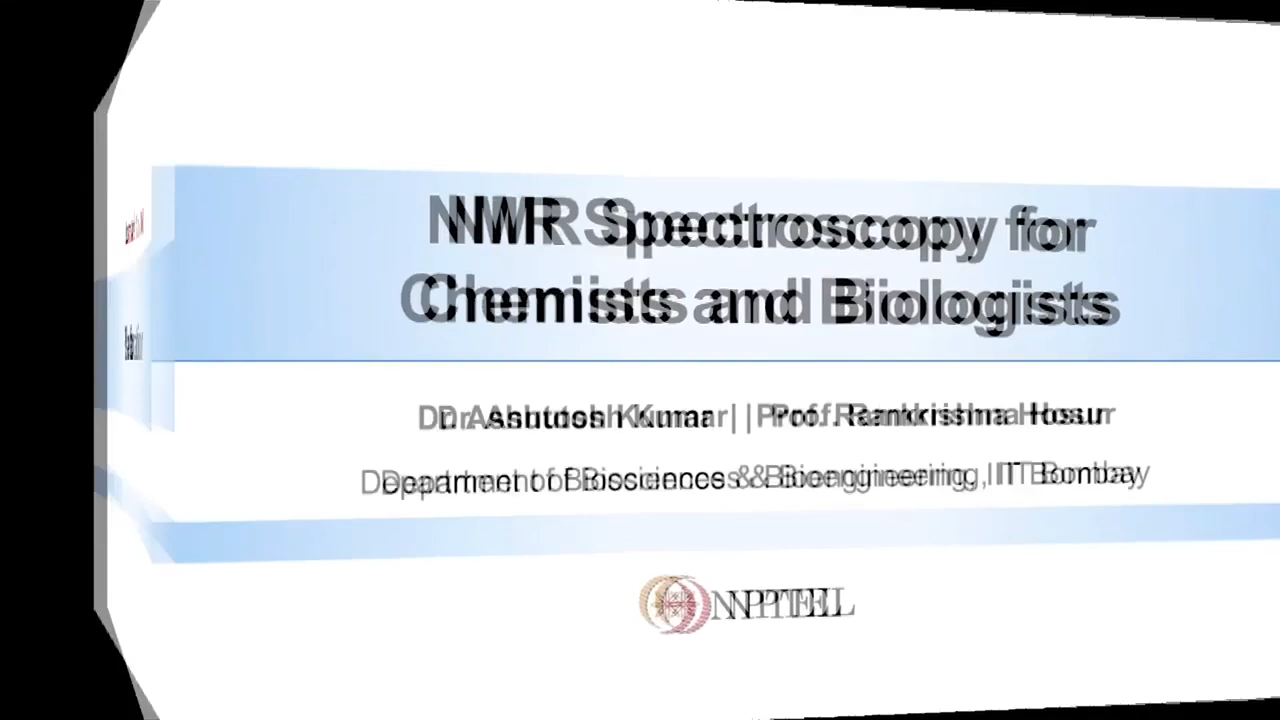 NMR Spectroscopy for
Chemists and Biologists
Dr. Ashutosh Kumar | Prof. Ramkrishna Hosur
Department of Biosciences & Bioengineering, IIT Bombay
NPTEL